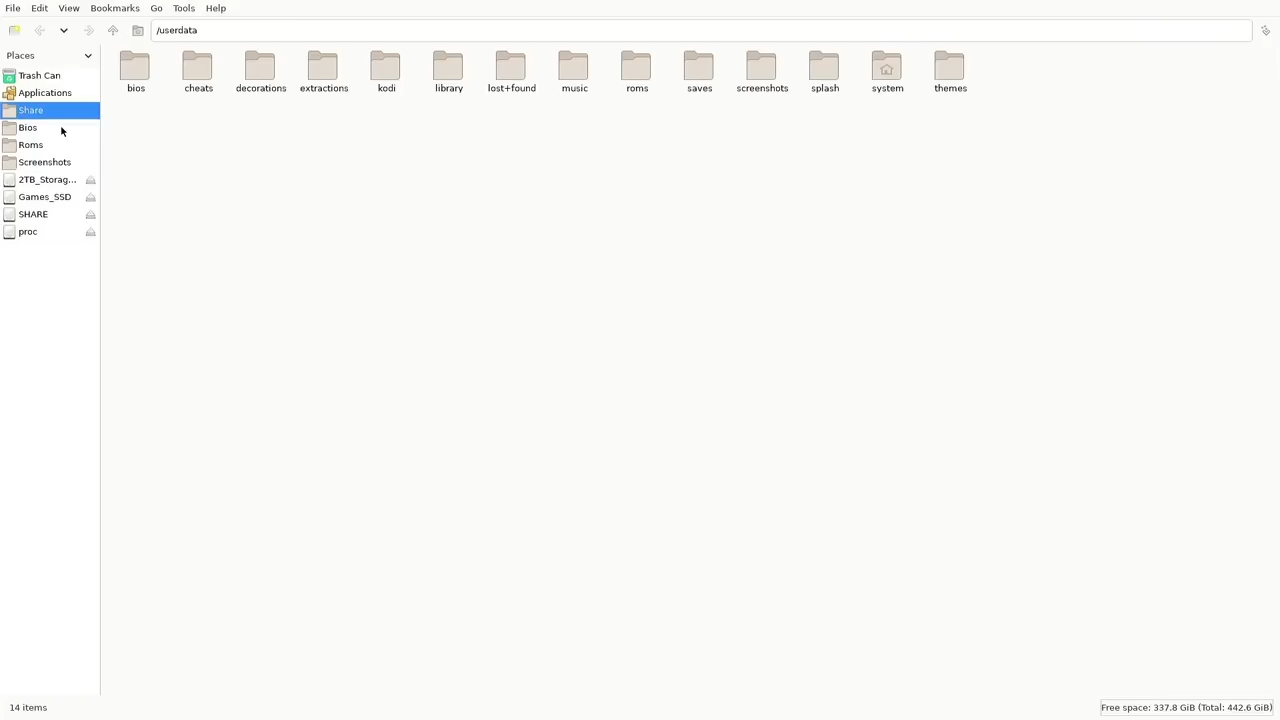 File Edit View Bookmarks Go Tools Help
/userdata
Places
Trash Can
Applications
Share
Bios
Roms
Screenshots
2TB_Storag...
Games_SSD
SHARE
proc
bios cheats decorations extractions kodi library lost+found music roms saves screenshots splash system themes
14 items
Free space: 337.8 GiB (Total: 442.6 GiB)